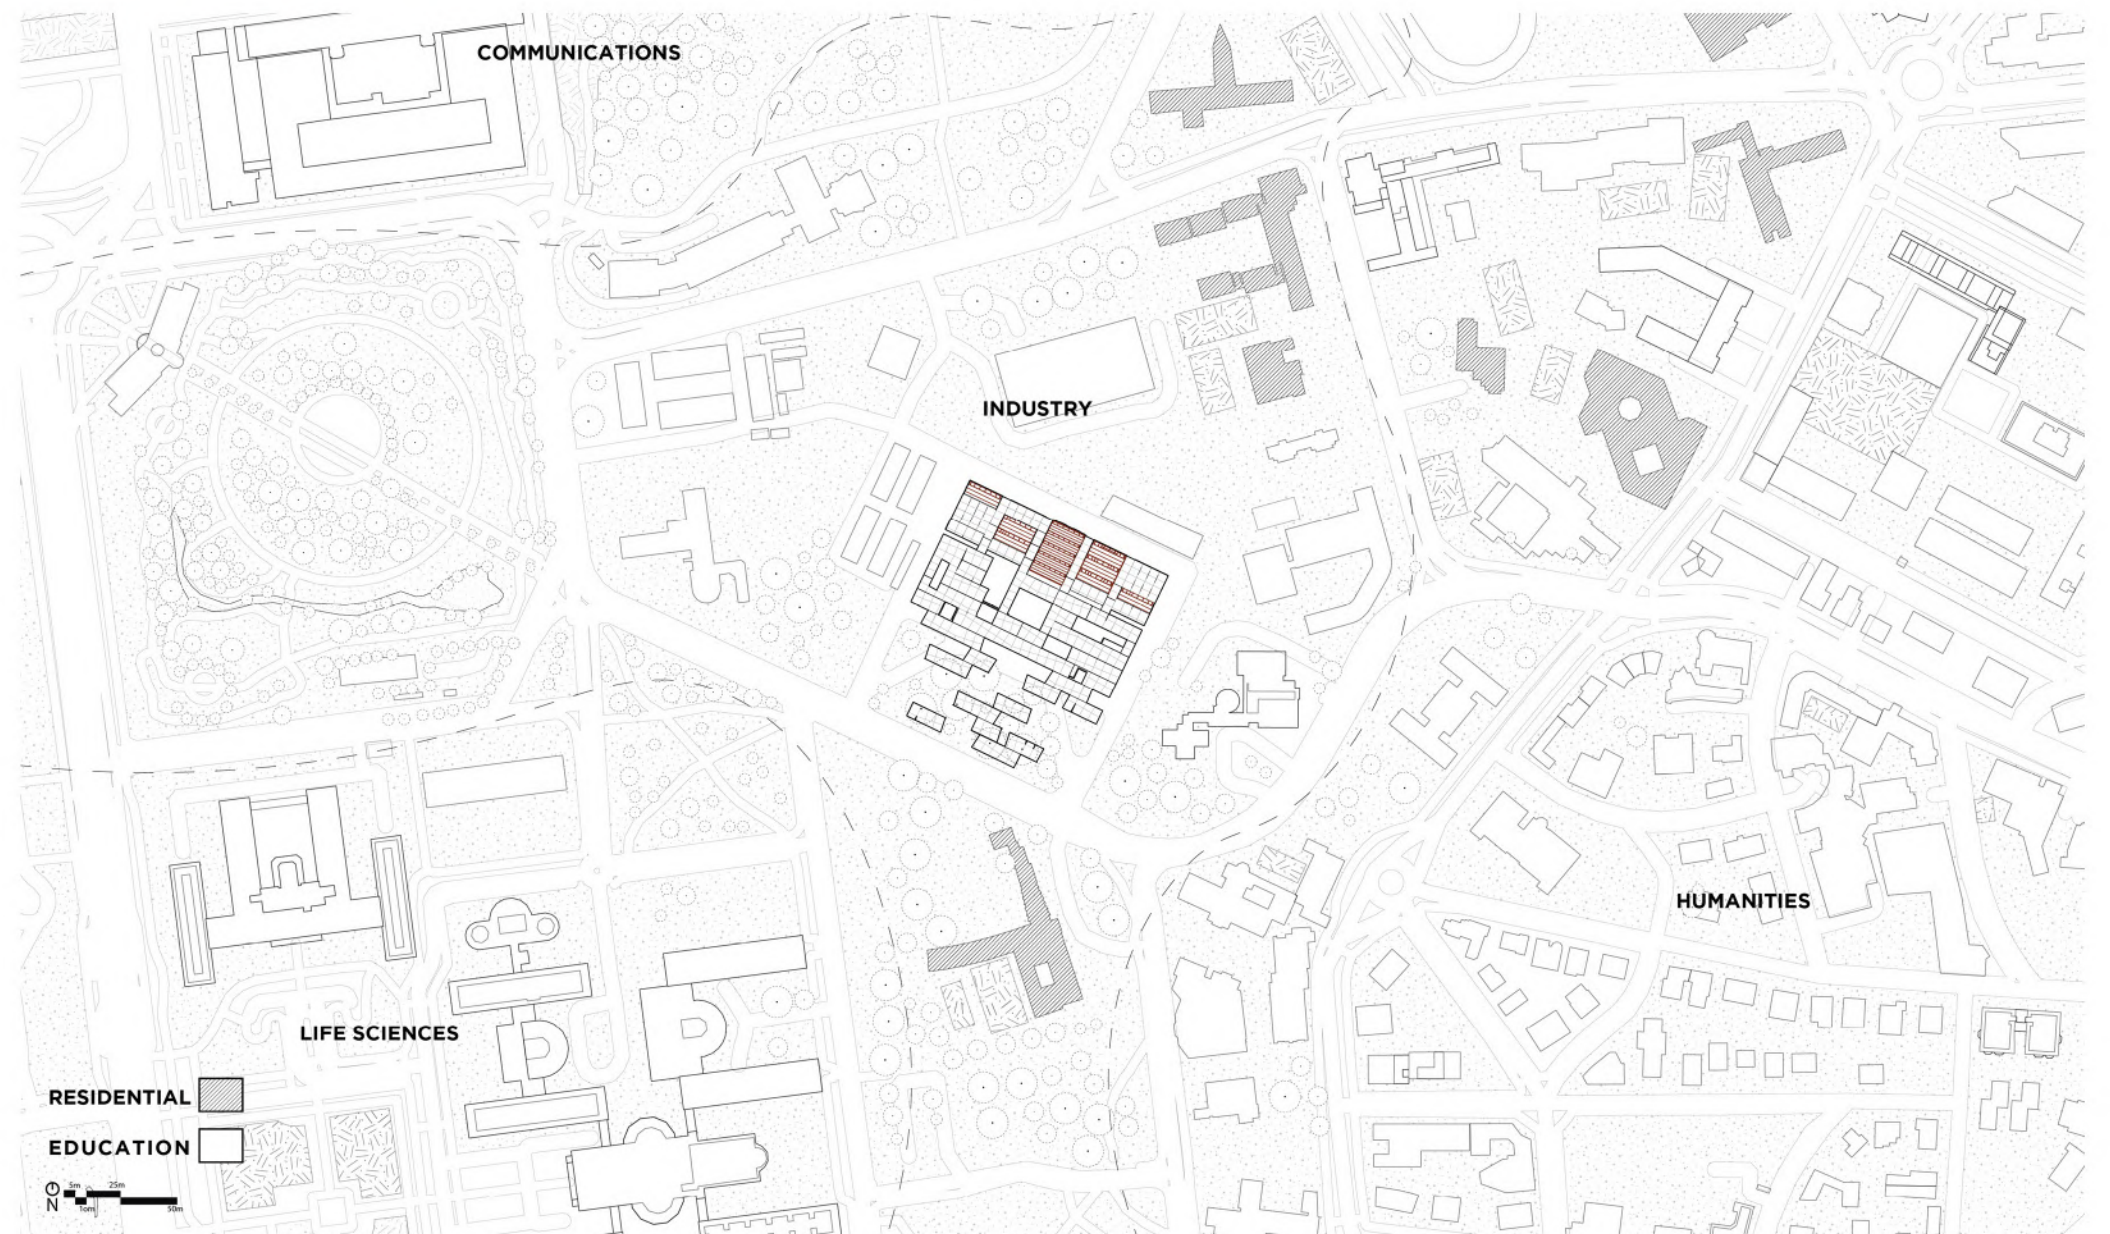 COMMUNICATIONS
INDUSTRY
HUMANITIES
LIFE SCIENCES
RESIDENTIAL
EDUCATION
N
5m 25m
1om 50m